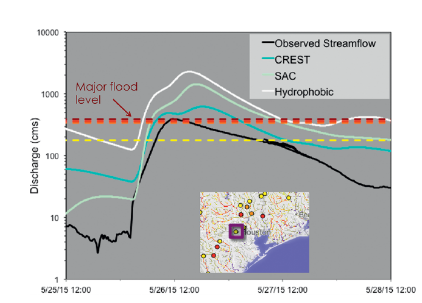 10000
1000
100
10
1
Discharge (cms)
Observed Streamflow
CREST
SAC
Hydrophobic
Major flood
level
5/25/15 12:00
5/26/15 12:00
5/27/15 12:00
5/28/15 12:00